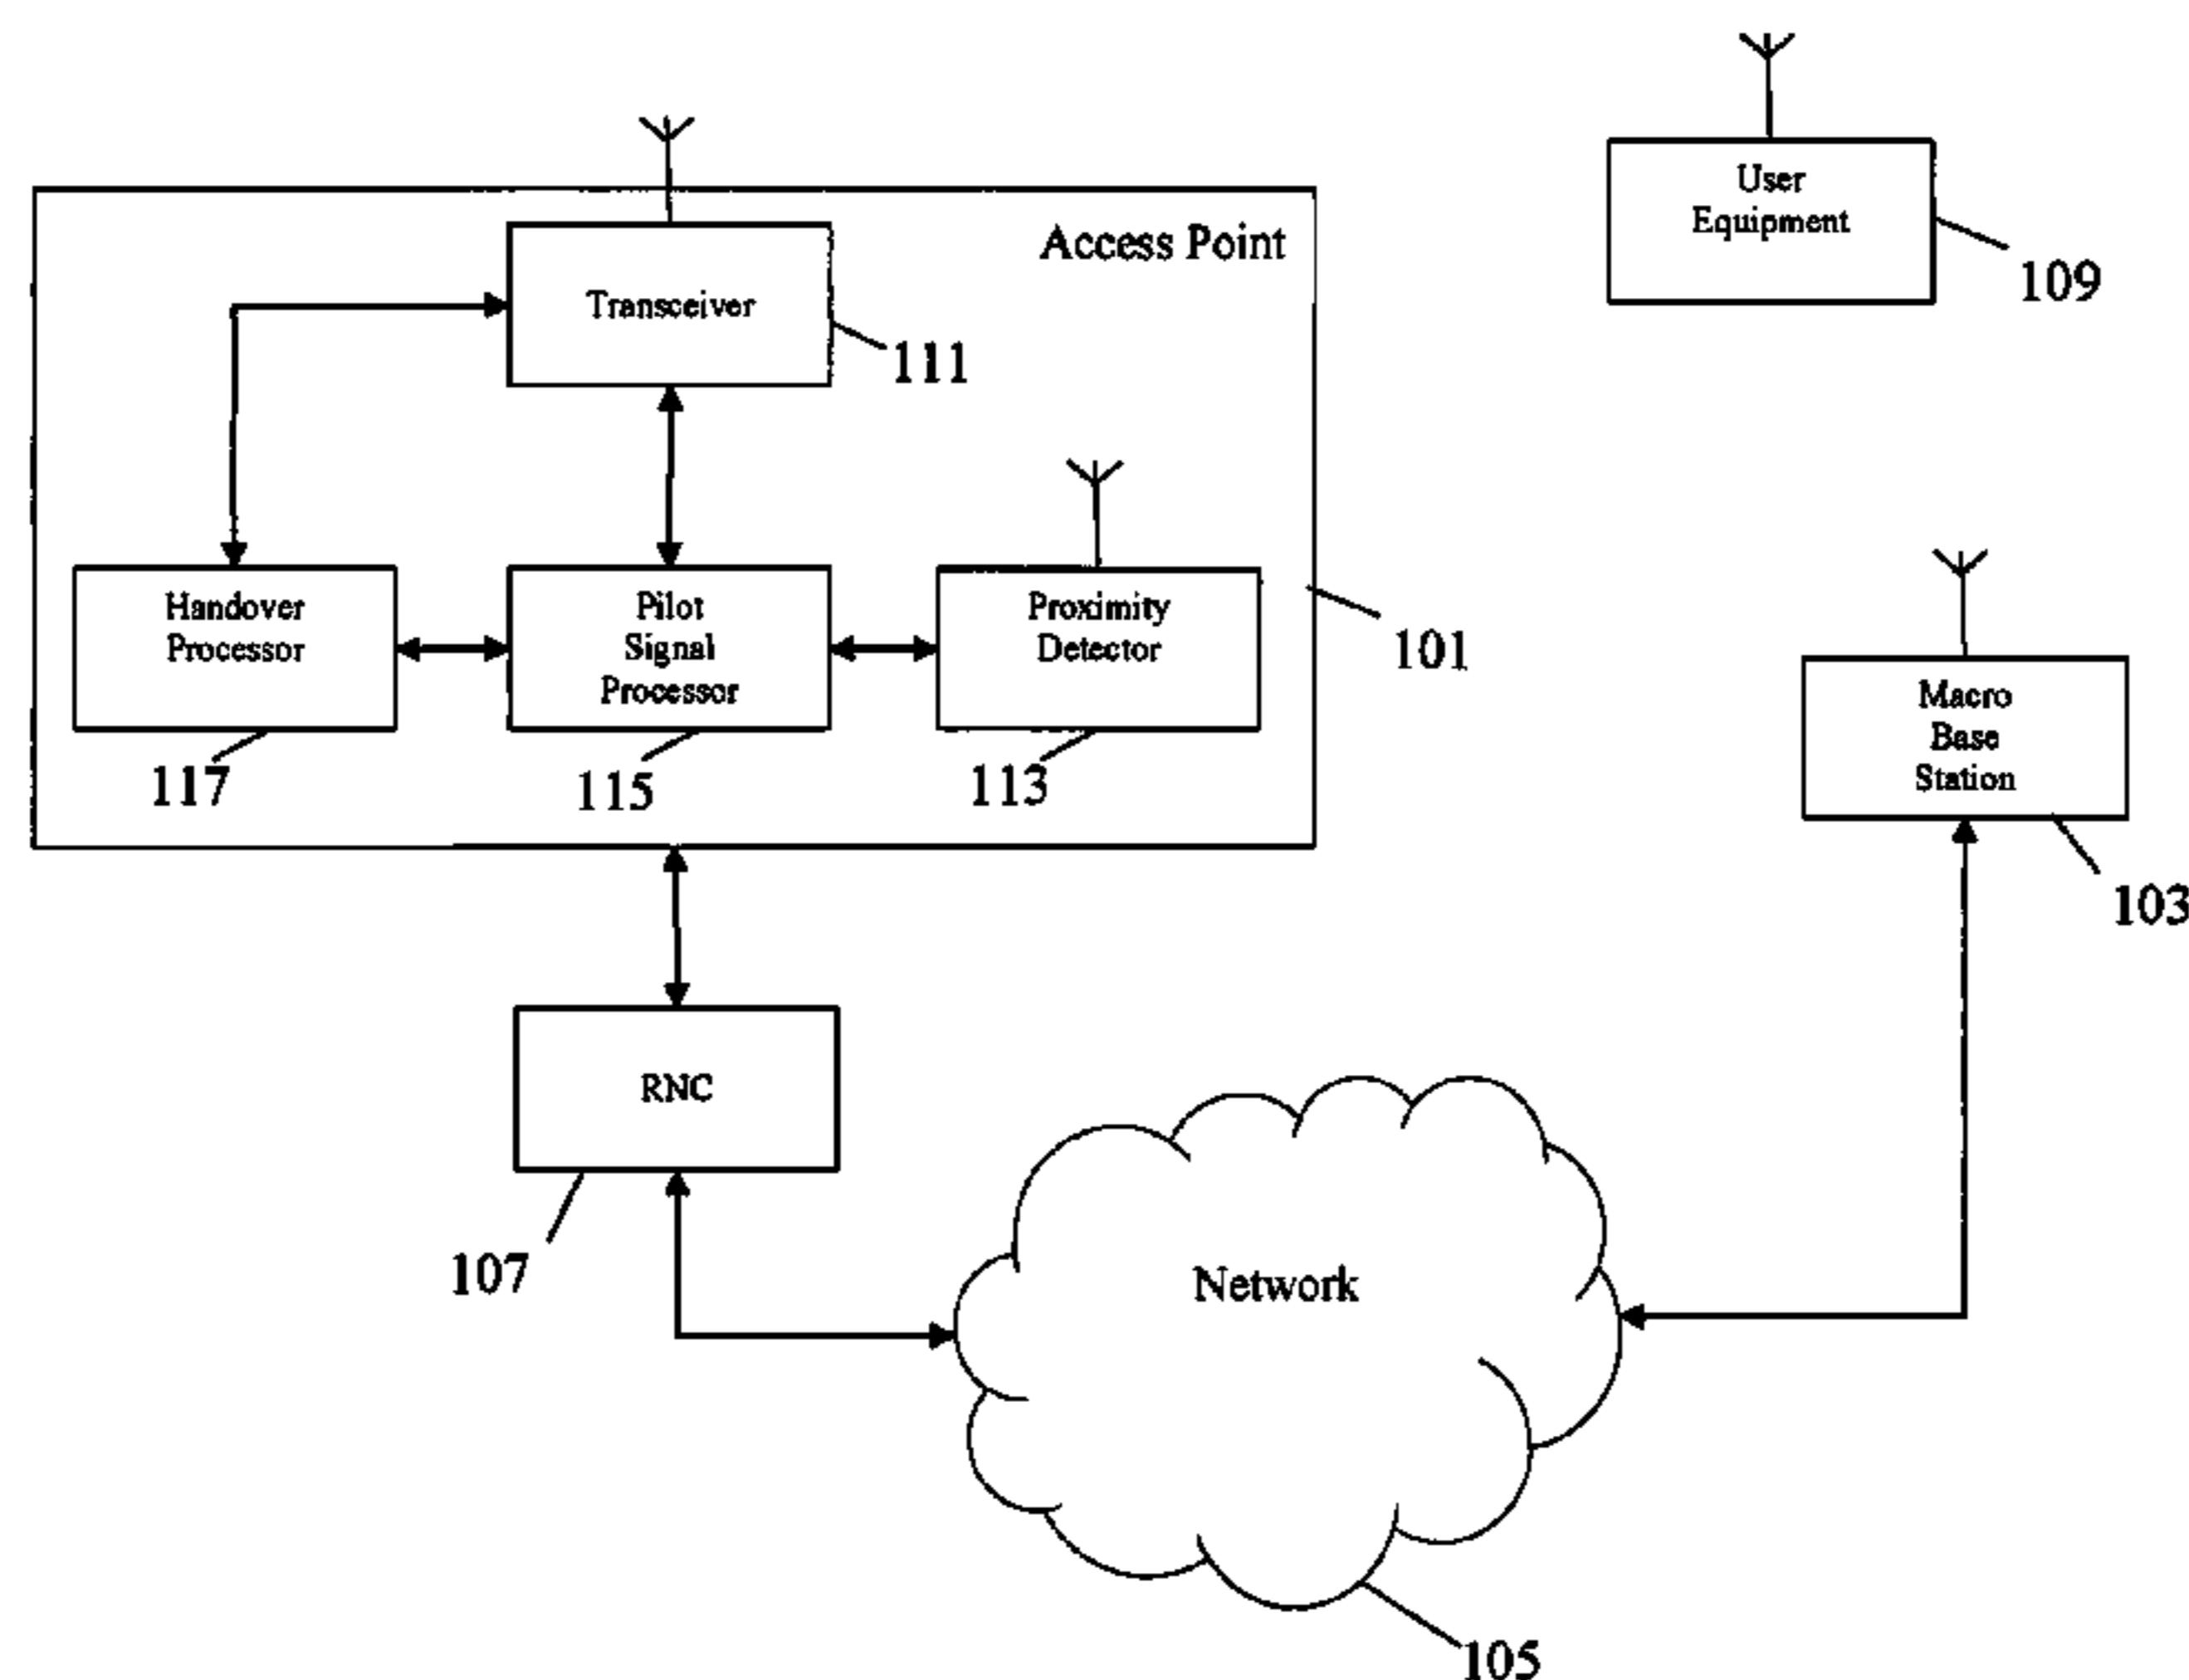 User
Equipment
109
Access Point
Transceiver
111
Handover
Processor
117
Pilot
Signal
Processor
115
Proximity
Detector
113
101
Macro
Base
Station
103
RNC
107
Network
105